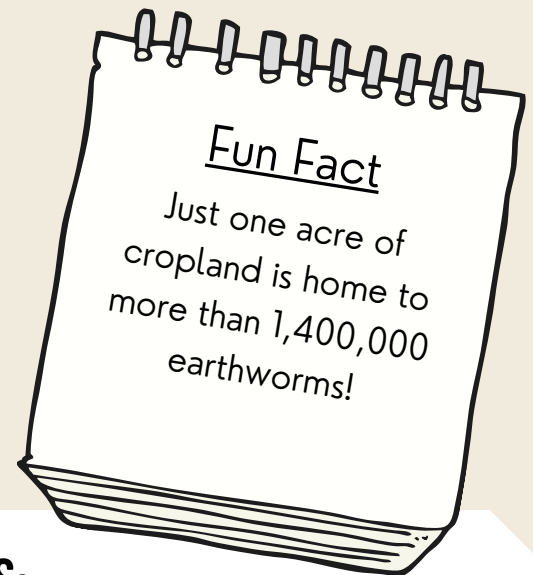 Fun Fact
Just one acre of
cropland is home to
more than 1,400,000
earthworms!